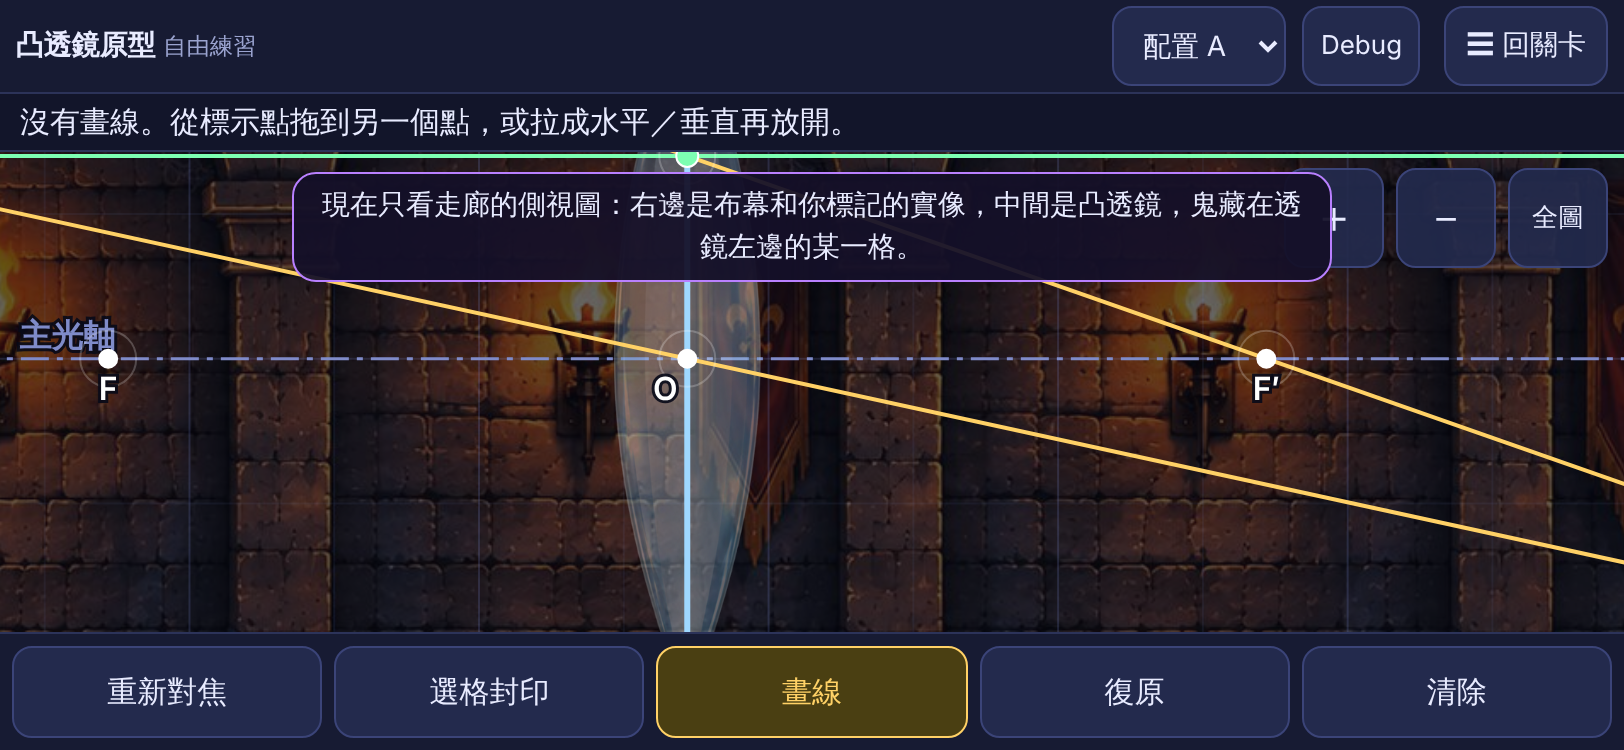 凸透鏡原型 自由練習
配置 A
Debug
☰ 回關卡
沒有畫線。從標示點拖到另一個點，或拉成水平／垂直再放開。
現在只看走廊的側視圖：右邊是布幕和你標記的實像，中間是凸透鏡，鬼藏在透
鏡左邊的某一格。
+
−
全圖
主光軸
F
O
F′
重新對焦
選格封印
畫線
復原
清除